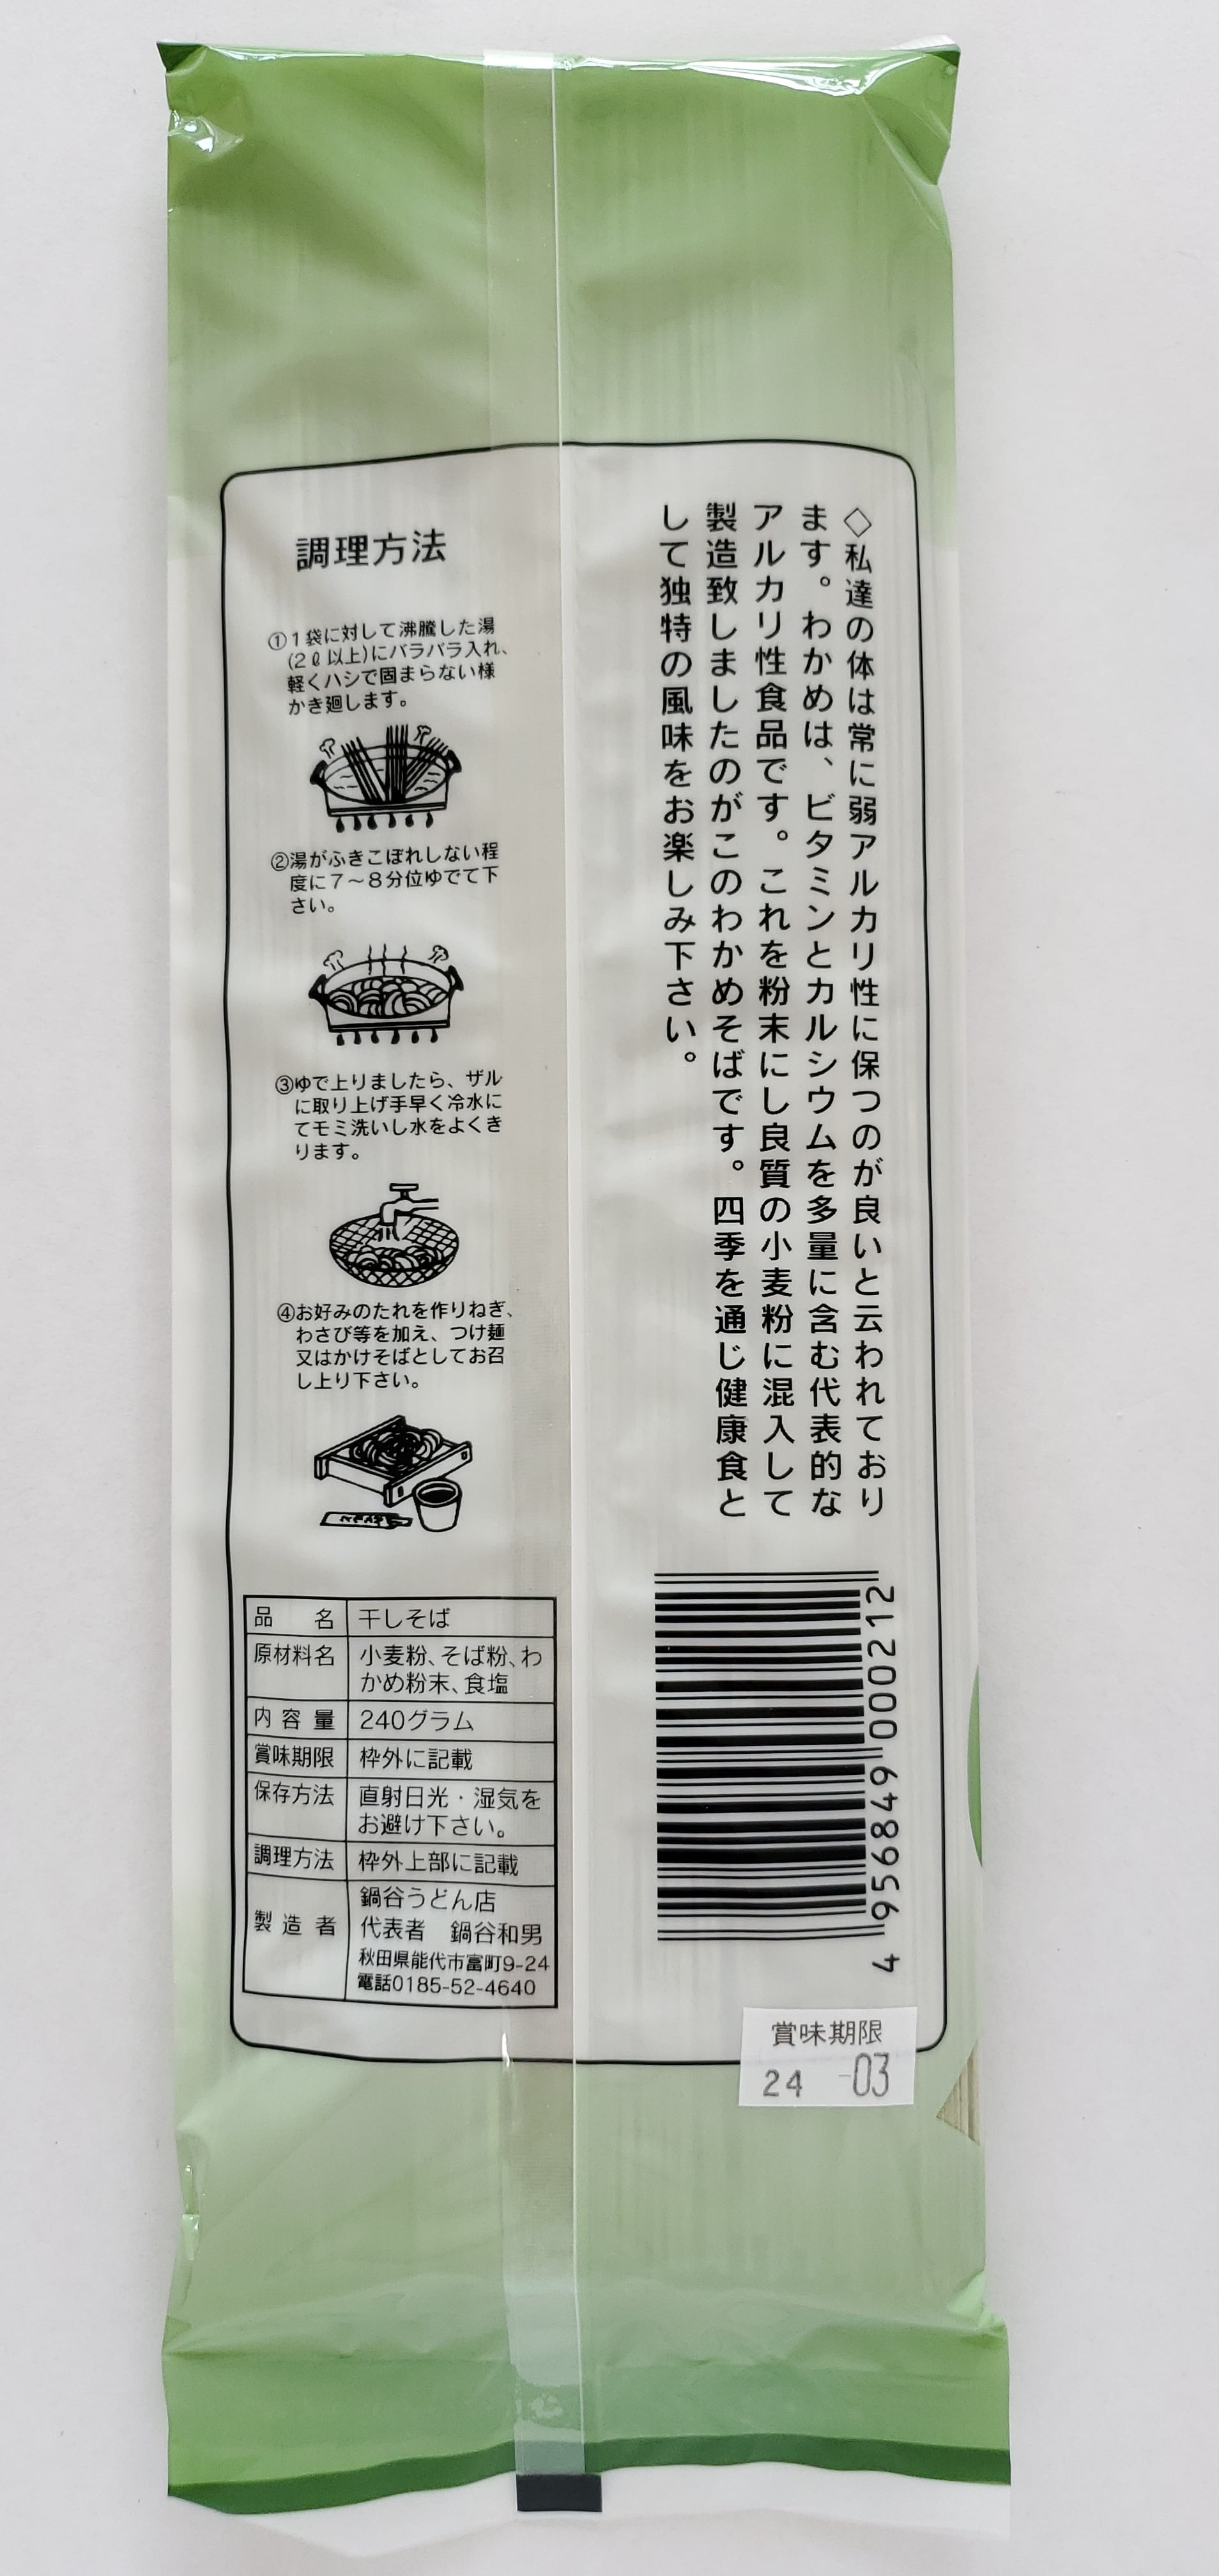 ◇私達の体は常に弱アルカリ性に保つのが良いと云われており
ます。わかめは、ビタミンとカルシウムを多量に含む代表的な
アルカリ性食品です。これを粉末にし良質の小麦粉に混入して
製造致しましたのがこのわかめそばです。四季を通じ健康食と
して独特の風味をお楽しみ下さい。
調理方法
①1袋に対して沸騰した湯
(2ℓ以上)にバラバラ入れ、
軽くハシで固まらない様
かき廻します。
②湯がふきこぼれしない程
度に7〜8分位ゆでて下
さい。
③ゆで上りましたら、ザル
に取り上げ手早く冷水に
てモミ洗いし水をよくき
ります。
④お好みのたれを作りねぎ、
わさび等を加え、つけ麺
又はかけそばとしてお召
し上り下さい。
品名 干しそば
原材料名 小麦粉、そば粉、わ
かめ粉末、食塩
内容量 240グラム
賞味期限 枠外に記載
保存方法 直射日光・湿気を
お避け下さい。
調理方法 枠外上部に記載
製造者 鍋谷うどん店
代表者 鍋谷和男
秋田県能代市富町9-24
電話0185-52-4640
4 956849 000212
賞味期限
24 -03